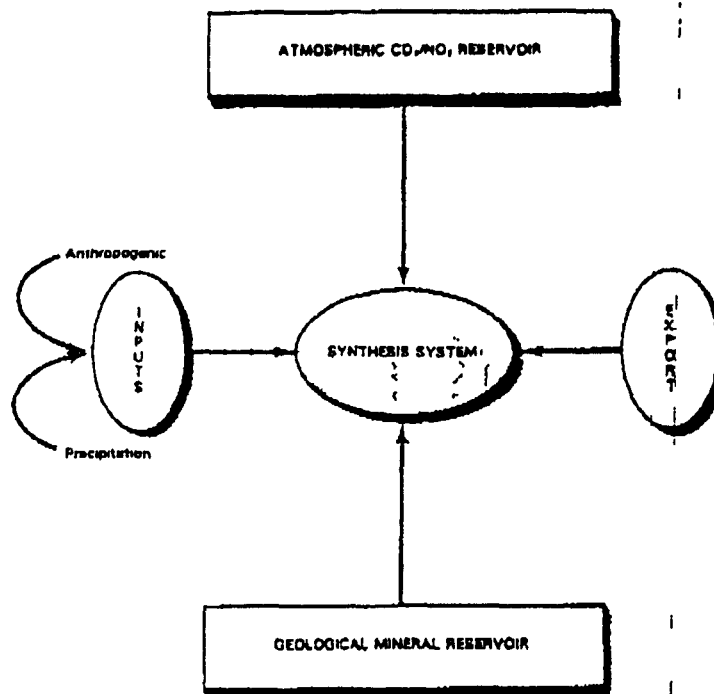 ATMOSPHERIC CO₂/NO₂ RESERVOIR
Anthropogenic
INPUTS
SYNTHESIS SYSTEM
EXPORT
Precipitation
GEOLOGICAL MINERAL RESERVOIR